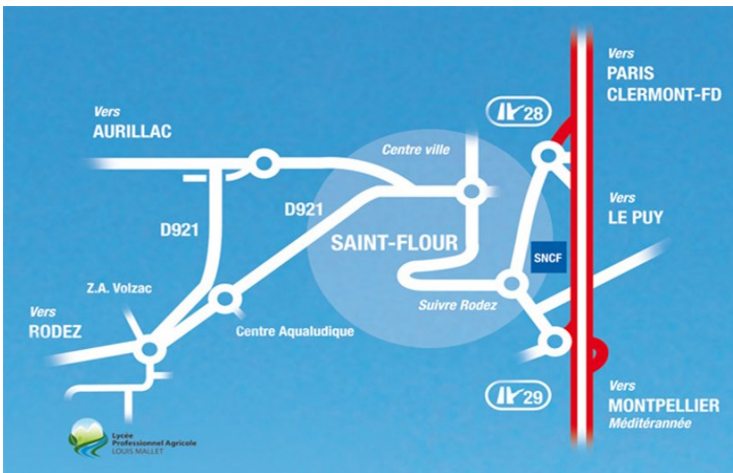 Vers
PARIS
CLERMONT-FD
28
Vers
AURILLAC
Centre ville
D921
D921
Vers
LE PUY
SAINT-FLOUR
SNCF
Z.A. Volzac
Suivre Rodez
Vers
RODEZ
Centre Aqualudique
29
Vers
MONTPELLIER
Méditérannée
Lycée
Professionnel Agricole
LOUIS MALLET